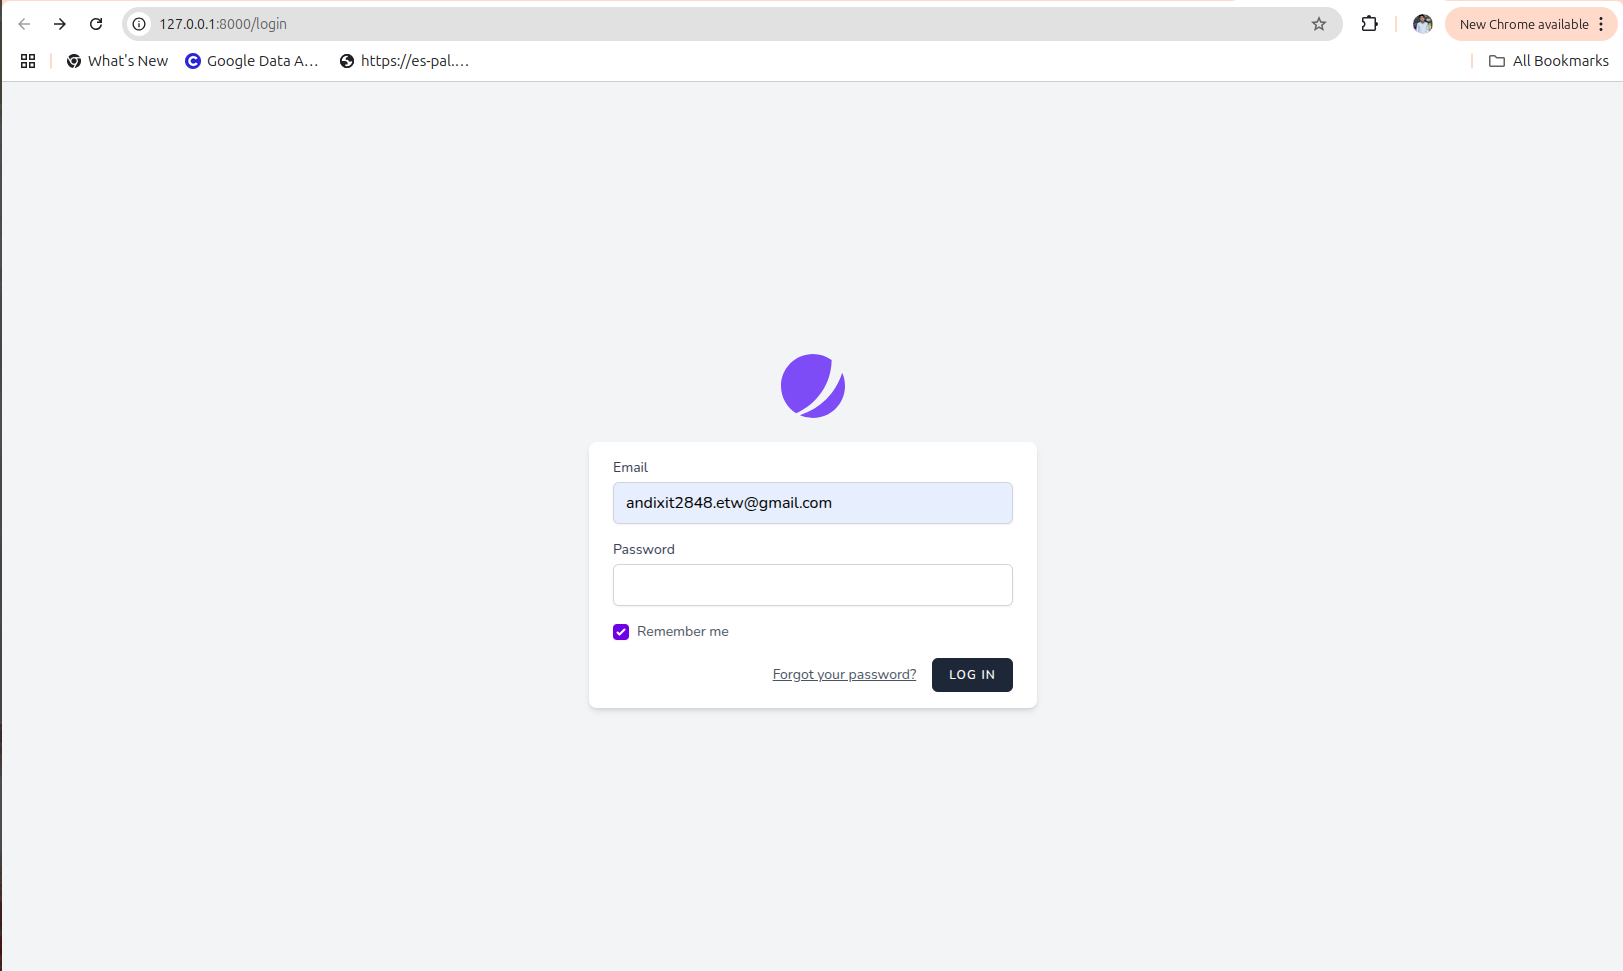 127.0.0.1:8000/login
New Chrome available
What's New
Google Data A...
https://es-pal....
All Bookmarks
Email
andixit2848.etw@gmail.com
Password
Remember me
Forgot your password?
LOG IN